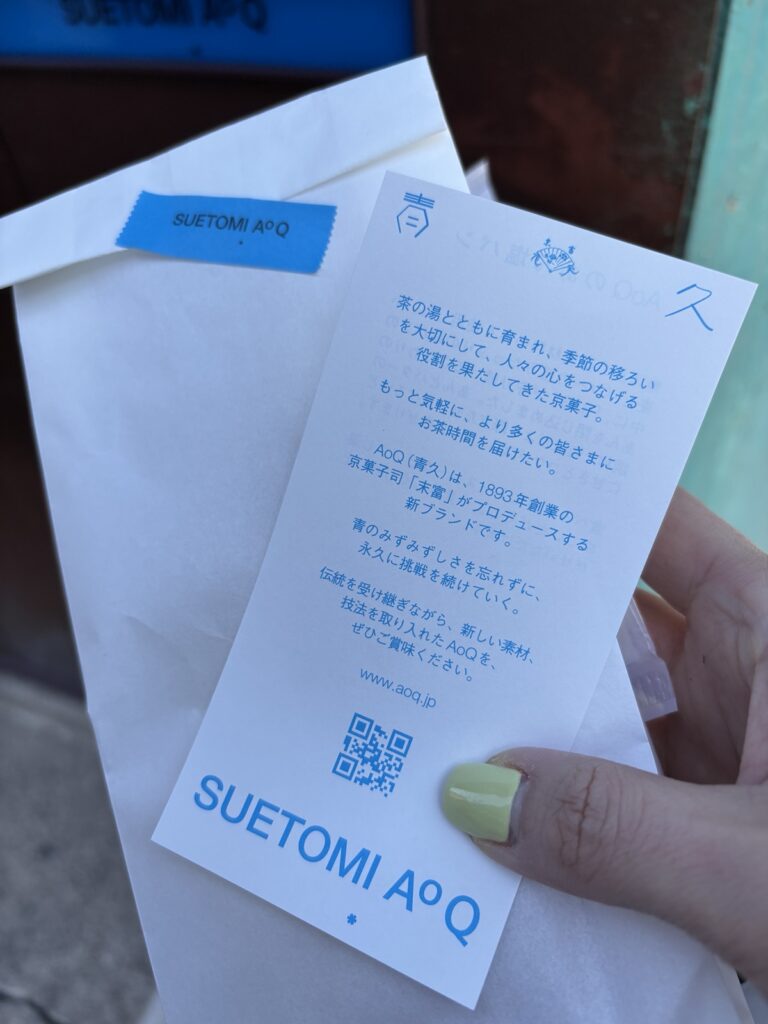 SUETOMI AoQ
SUETOMI AoQ
青
末富
久
茶の湯とともに育まれ、季節の移ろい
を大切にして、人々の心をつなげる
役割を果たしてきた京菓子。
もっと気軽に、より多くの皆さまに
お茶時間を届けたい。
AoQ(青久)は、1893年創業の
京菓子司「末富」がプロデュースする
新ブランドです。
青のみずみずしさを忘れずに、
永久に挑戦を続けていく。
伝統を受け継ぎながら、新しい素材、
技法を取り入れたAoQを、
ぜひご賞味ください。
www.aoq.jp
SUETOMI AoQ